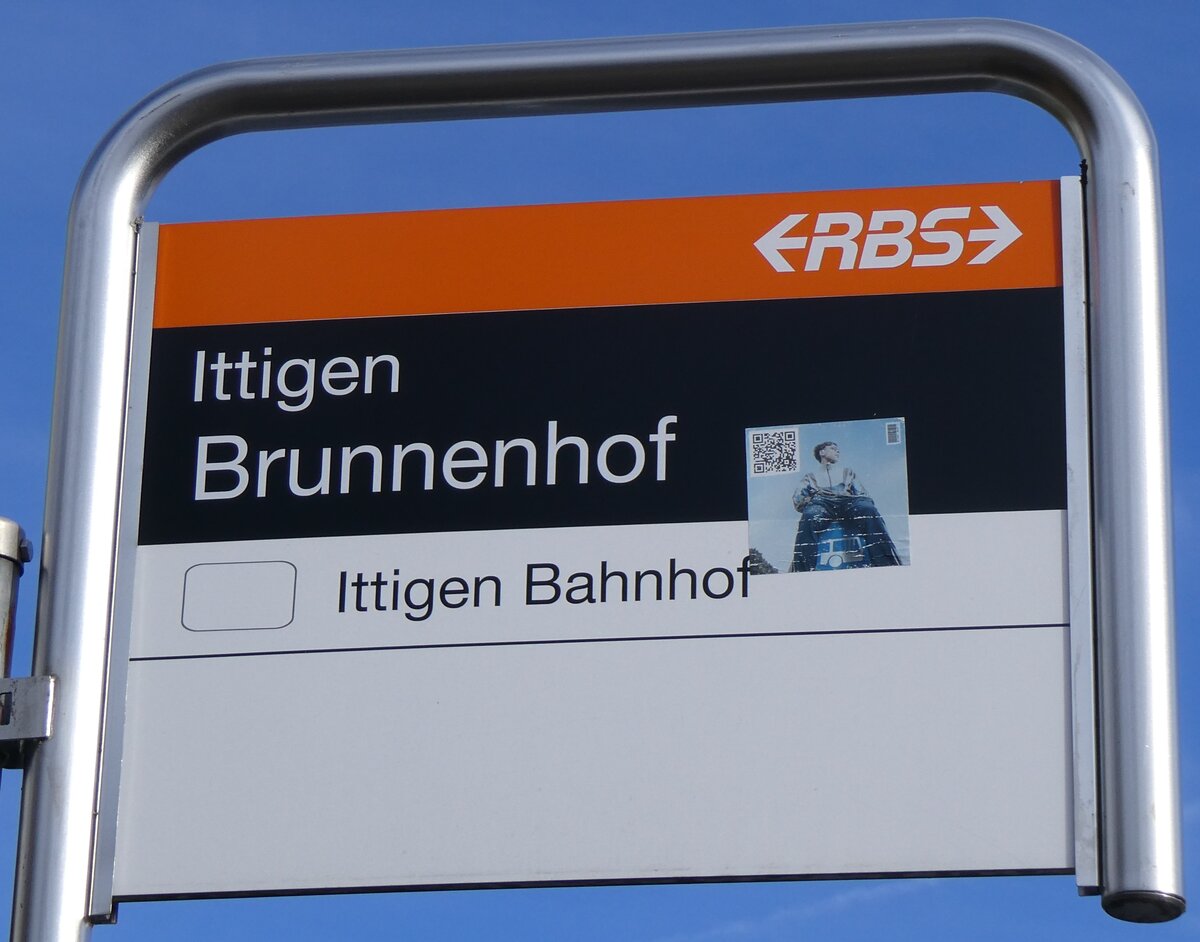 RBS
Ittigen
Brunnenhof
Ittigen Bahnhof